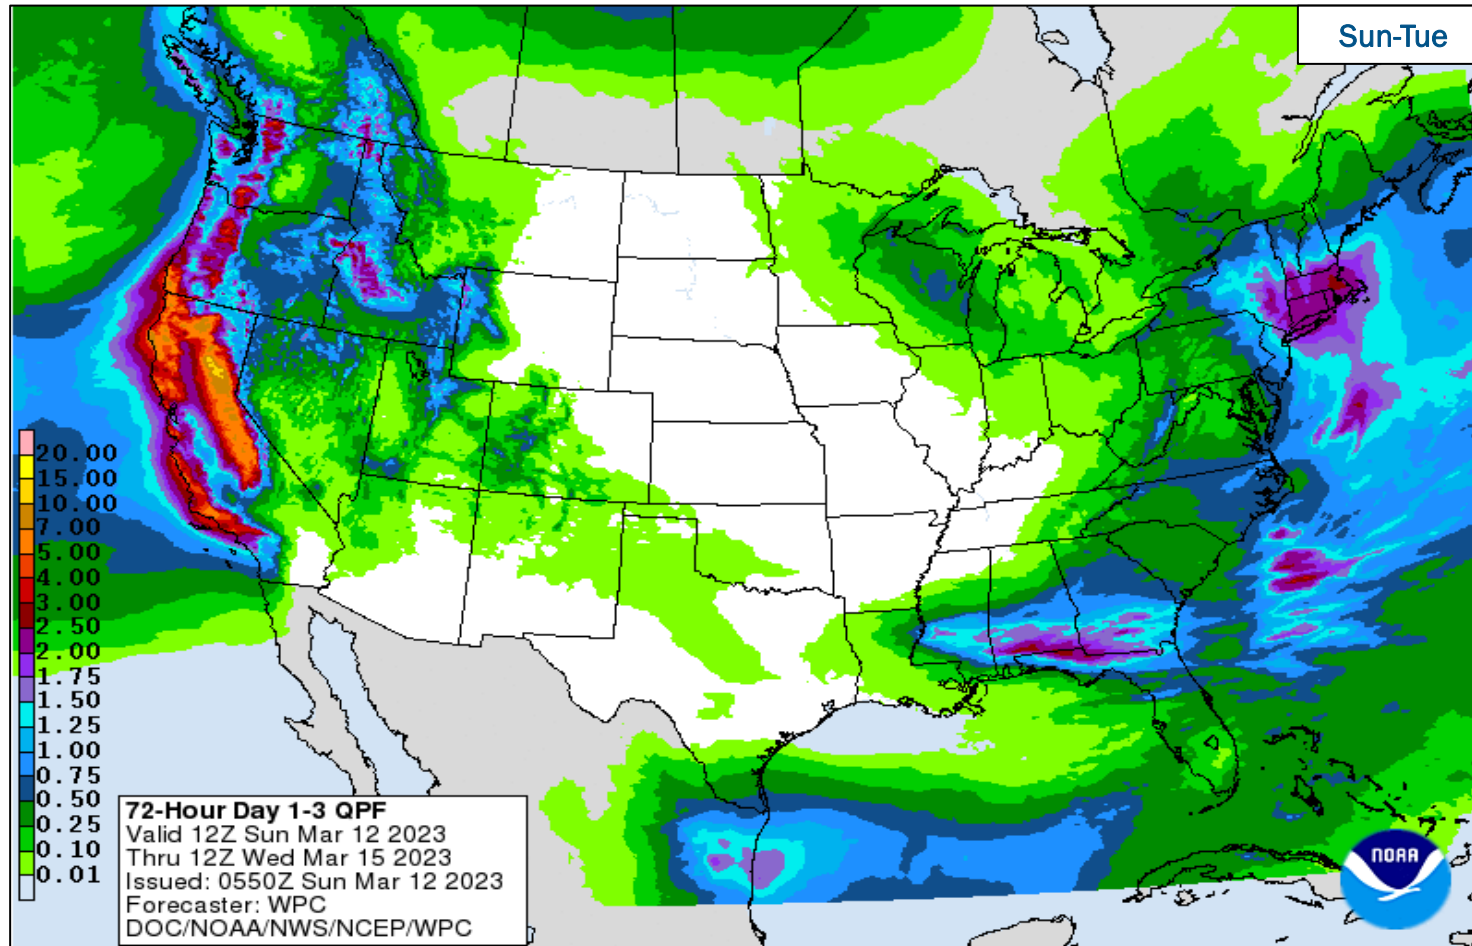 Sun-Tue
20.00
15.00
10.00
7.00
5.00
4.00
3.00
2.50
2.00
1.75
1.50
1.25
1.00
0.75
0.50
0.25
0.10
0.01
72-Hour Day 1-3 QPF
Valid 12Z Sun Mar 12 2023
Thru 12Z Wed Mar 15 2023
Issued: 0550Z Sun Mar 12 2023
Forecaster: WPC
DOC/NOAA/NWS/NCEP/WPC
NOAA